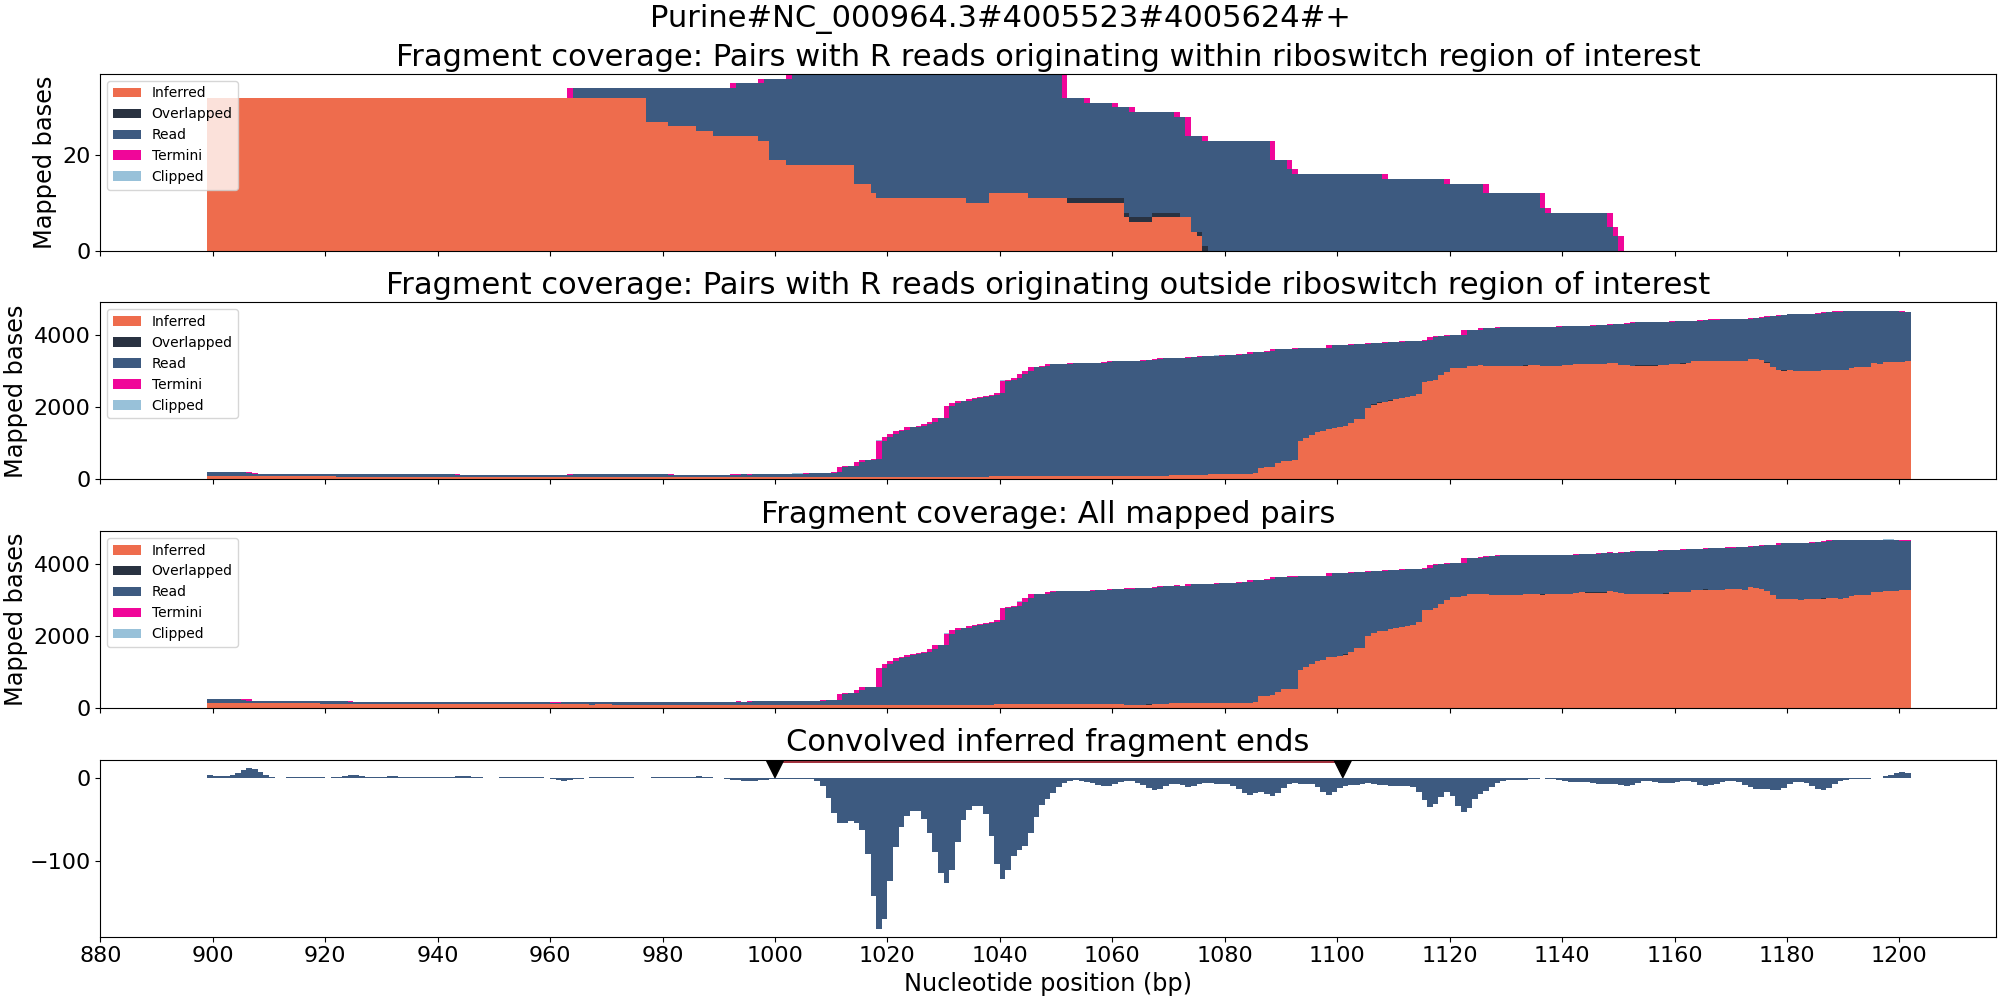 Purine#NC_000964.3#4005523#4005624#+
Fragment coverage: Pairs with R reads originating within riboswitch region of interest
Mapped bases
20
0
Inferred
Overlapped
Read
Termini
Clipped
Fragment coverage: Pairs with R reads originating outside riboswitch region of interest
Mapped bases
4000
2000
0
Inferred
Overlapped
Read
Termini
Clipped
Fragment coverage: All mapped pairs
Mapped bases
4000
2000
0
Inferred
Overlapped
Read
Termini
Clipped
Convolved inferred fragment ends
0
−100
880 900 920 940 960 980 1000 1020 1040 1060 1080 1100 1120 1140 1160 1180 1200
Nucleotide position (bp)